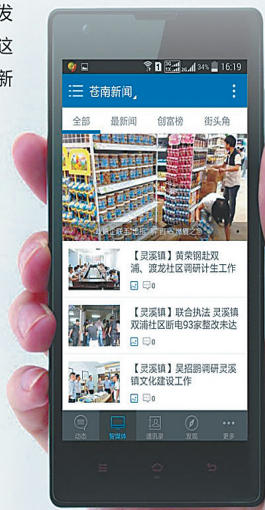 发
这
新
34% 16:19
苍南新闻
全部 最新闻 创富榜 街头角
【灵溪镇】黄荣钢赴双
浦、渡龙社区调研计生工作
0
【灵溪镇】联合执法 灵溪镇
双浦社区断电93家整改未达
0
【灵溪镇】吴招鹏调研灵溪
镇文化建设工作
0
动态 智媒体 通讯录 发现 更多